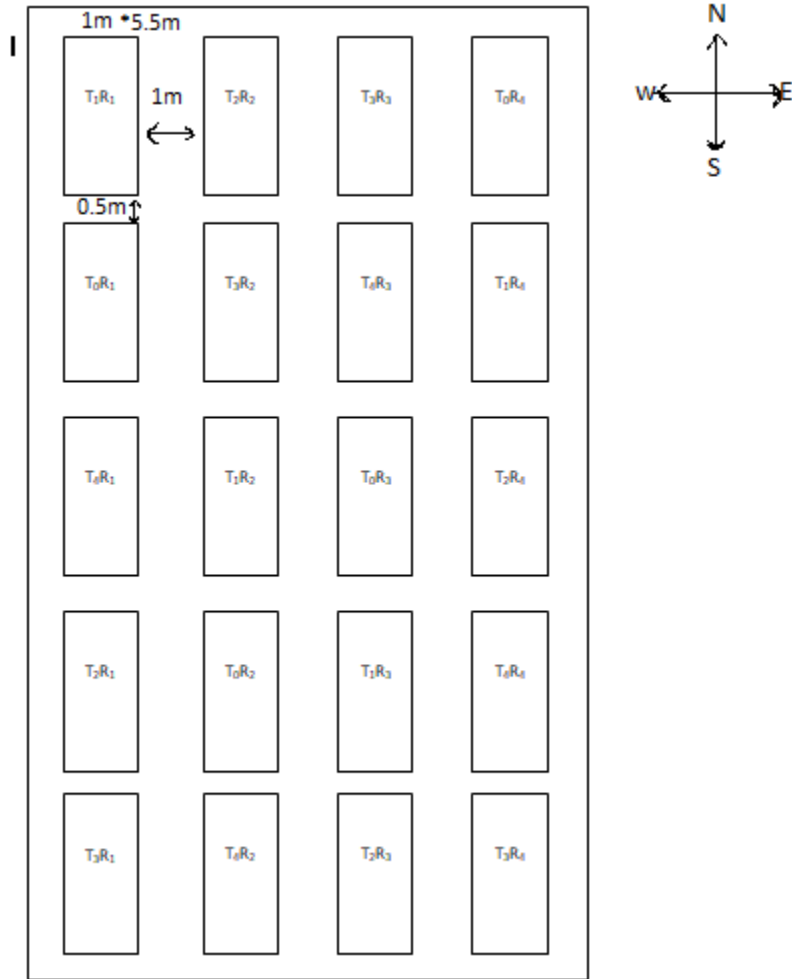 1m *5.5m
I
N
T₁R₁ 1m T₂R₂ T₃R₃ T₀R₄
W E
S
0.5m
T₀R₁ T₃R₂ T₄R₃ T₁R₄
T₄R₁ T₁R₂ T₀R₃ T₂R₄
T₂R₁ T₀R₂ T₁R₃ T₄R₄
T₃R₁ T₄R₂ T₂R₃ T₃R₄